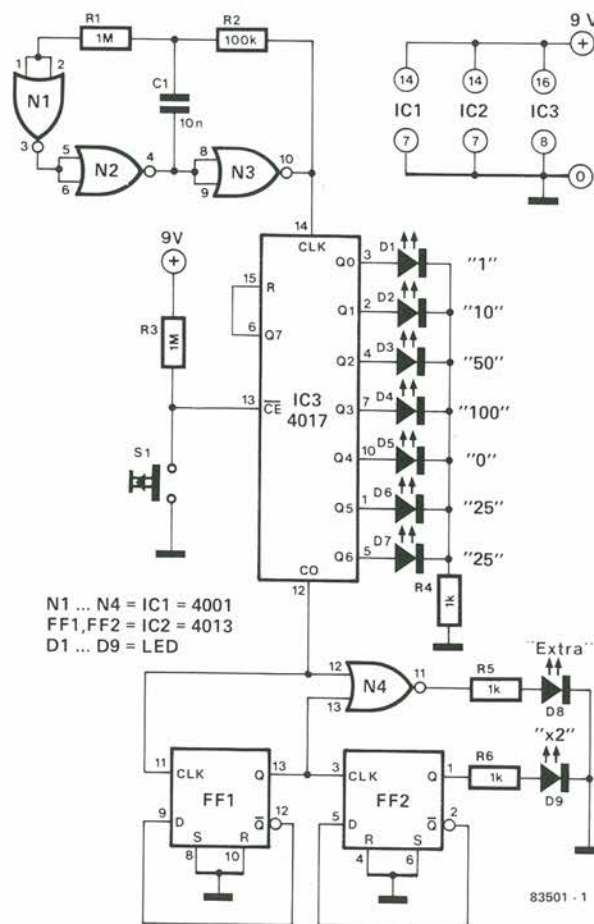 R1
1M
R2
100k
9 V
+
1
2
N1
C1
10n
3
5
6
N2
4
8
9
N3
10
14
14
16
IC1
IC2
IC3
7
7
8
0
14
CLK
9V
+
15
R
6
Q7
R3
1M
13
CE
S1
IC3
4017
Q0
3
D1
"1"
Q1
2
D2
"10"
Q2
4
D3
"50"
Q3
7
D4
"100"
Q4
10
D5
"0"
Q5
1
D6
"25"
Q6
5
D7
"25"
CO
12
R4
1k
N1 ... N4 = IC1 = 4001
FF1, FF2 = IC2 = 4013
D1 ... D9 = LED
12
13
N4
11
R5
1k
"Extra"
D8
"x2"
R6
1k
D9
11
CLK
Q
13
9
D
FF1
Q
12
S
R
8
10
3
CLK
Q
1
5
D
FF2
Q
2
R
S
4
6
83501 - 1